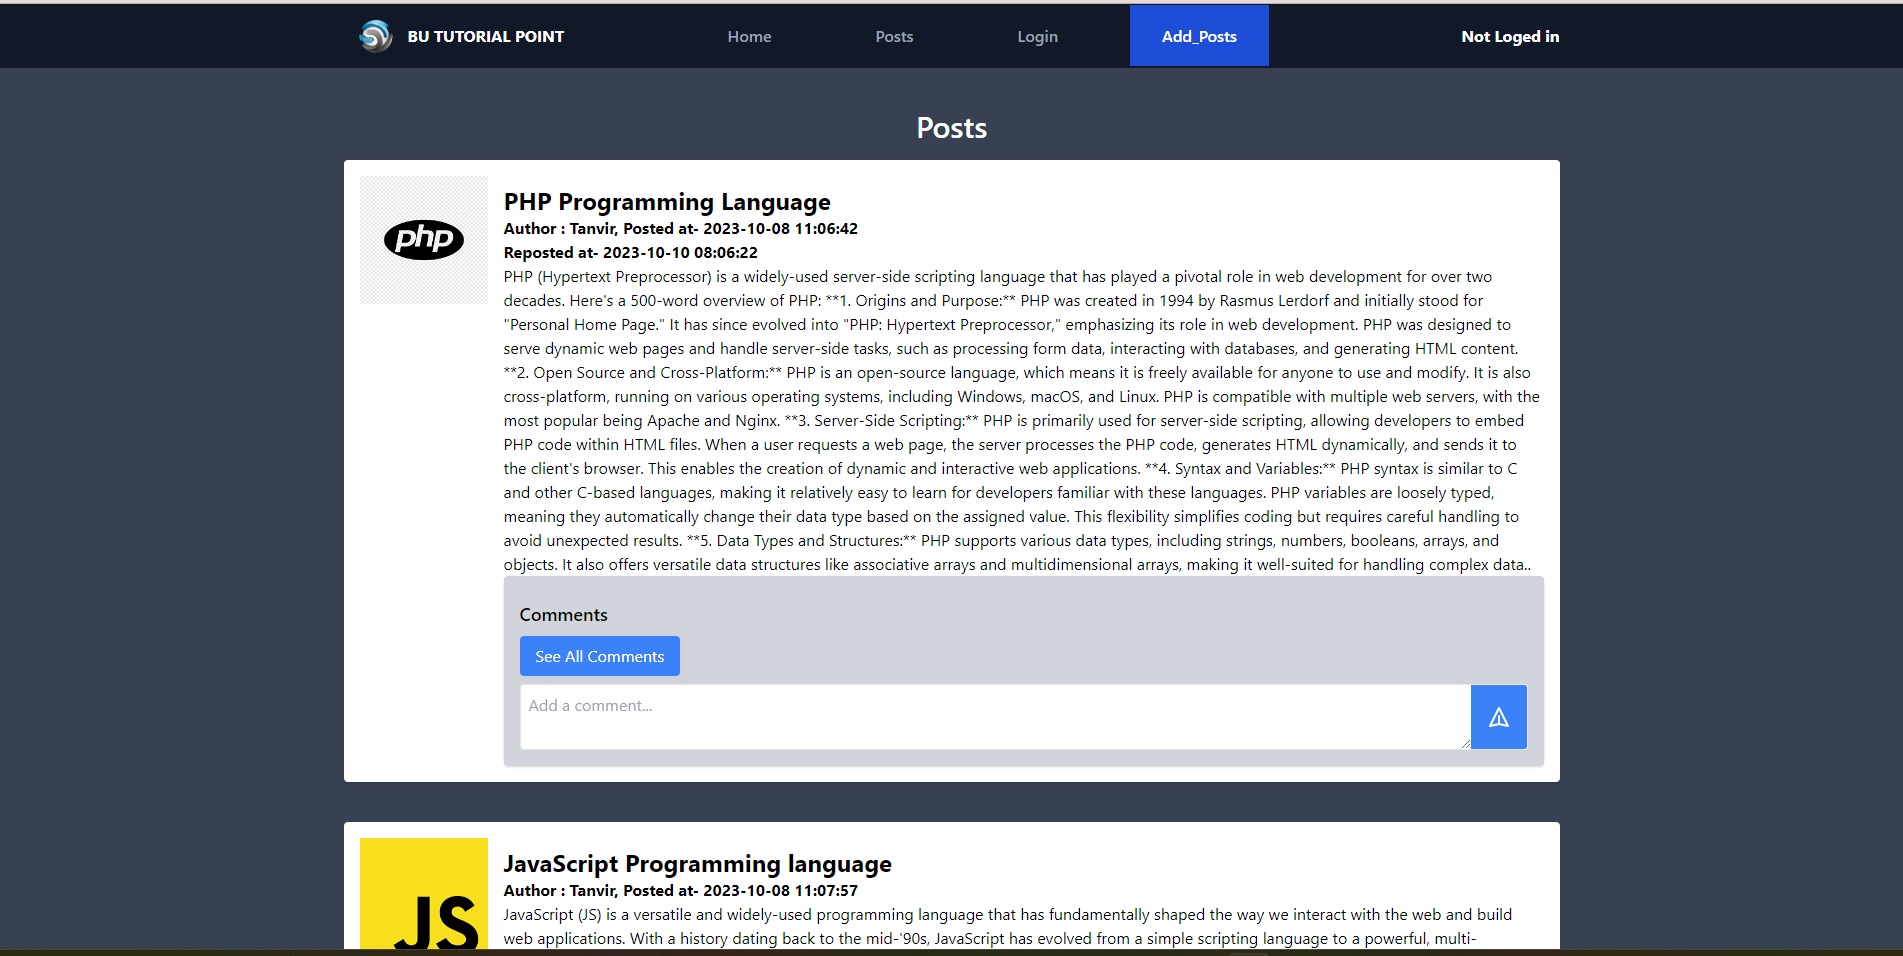 BU TUTORIAL POINT
Home
Posts
Login
Add_Posts
Not Loged in
Posts
php
PHP Programming Language
Author : Tanvir, Posted at- 2023-10-08 11:06:42
Reposted at- 2023-10-10 08:06:22
PHP (Hypertext Preprocessor) is a widely-used server-side scripting language that has played a pivotal role in web development for over two
decades. Here's a 500-word overview of PHP: **1. Origins and Purpose:** PHP was created in 1994 by Rasmus Lerdorf and initially stood for
"Personal Home Page." It has since evolved into "PHP: Hypertext Preprocessor," emphasizing its role in web development. PHP was designed to
serve dynamic web pages and handle server-side tasks, such as processing form data, interacting with databases, and generating HTML content.
**2. Open Source and Cross-Platform:** PHP is an open-source language, which means it is freely available for anyone to use and modify. It is also
cross-platform, running on various operating systems, including Windows, macOS, and Linux. PHP is compatible with multiple web servers, with the
most popular being Apache and Nginx. **3. Server-Side Scripting:** PHP is primarily used for server-side scripting, allowing developers to embed
PHP code within HTML files. When a user requests a web page, the server processes the PHP code, generates HTML dynamically, and sends it to
the client's browser. This enables the creation of dynamic and interactive web applications. **4. Syntax and Variables:** PHP syntax is similar to C
and other C-based languages, making it relatively easy to learn for developers familiar with these languages. PHP variables are loosely typed,
meaning they automatically change their data type based on the assigned value. This flexibility simplifies coding but requires careful handling to
avoid unexpected results. **5. Data Types and Structures:** PHP supports various data types, including strings, numbers, booleans, arrays, and
objects. It also offers versatile data structures like associative arrays and multidimensional arrays, making it well-suited for handling complex data..
Comments
See All Comments
Add a comment...
JS
JavaScript Programming language
Author : Tanvir, Posted at- 2023-10-08 11:07:57
JavaScript (JS) is a versatile and widely-used programming language that has fundamentally shaped the way we interact with the web and build
web applications. With a history dating back to the mid-'90s, JavaScript has evolved from a simple scripting language to a powerful, multi-